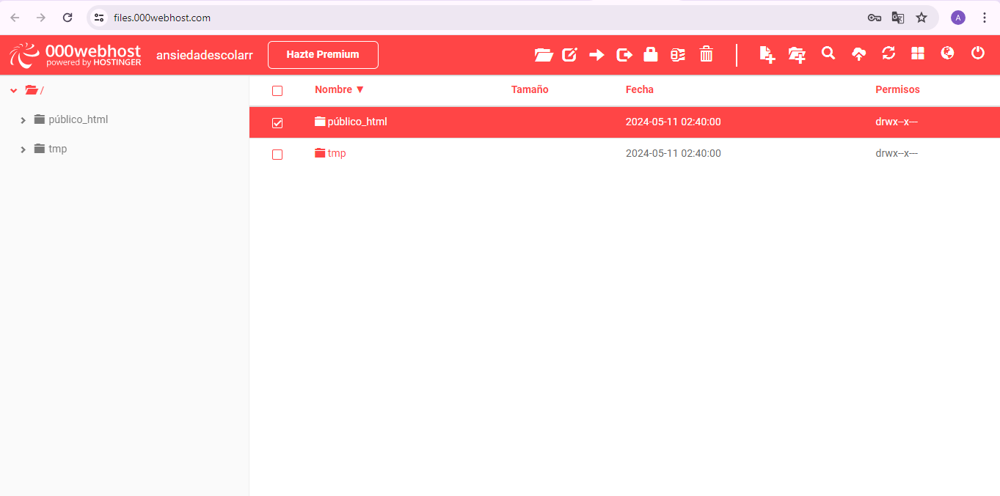 files.000webhost.com
A
000webhost
powered by HOSTINGER
ansiedadescolarr
Hazte Premium
/
público_html
tmp
Nombre ▼ Tamaño Fecha Permisos
público_html 2024-05-11 02:40:00 drwx--x---
tmp 2024-05-11 02:40:00 drwx--x---